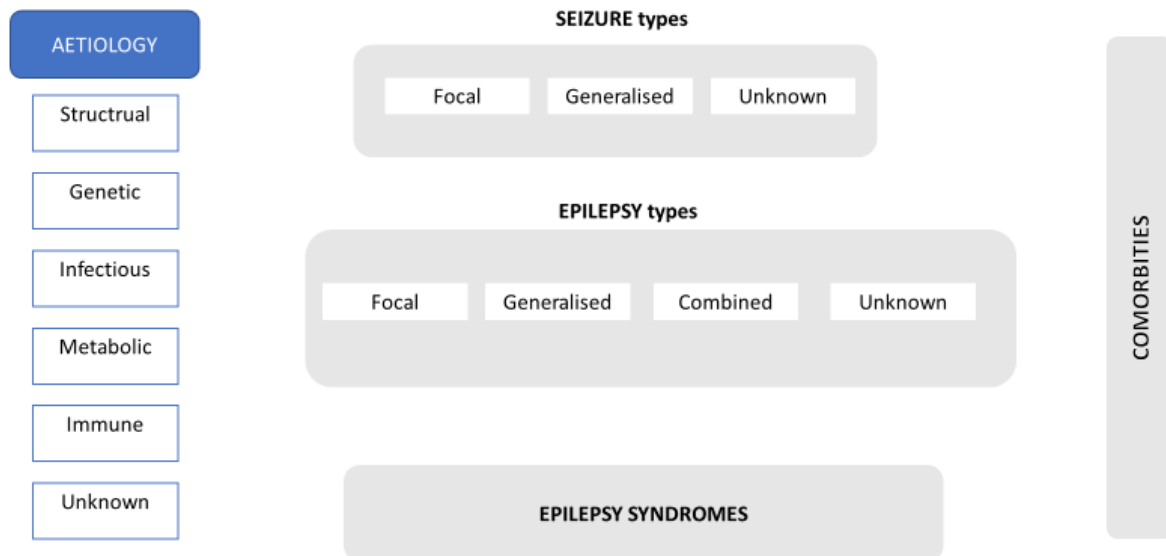 AETIOLOGY
Structrual
Genetic
Infectious
Metabolic
Immune
Unknown
SEIZURE types
Focal
Generalised
Unknown
EPILEPSY types
Focal
Generalised
Combined
Unknown
EPILEPSY SYNDROMES
COMORBITIES